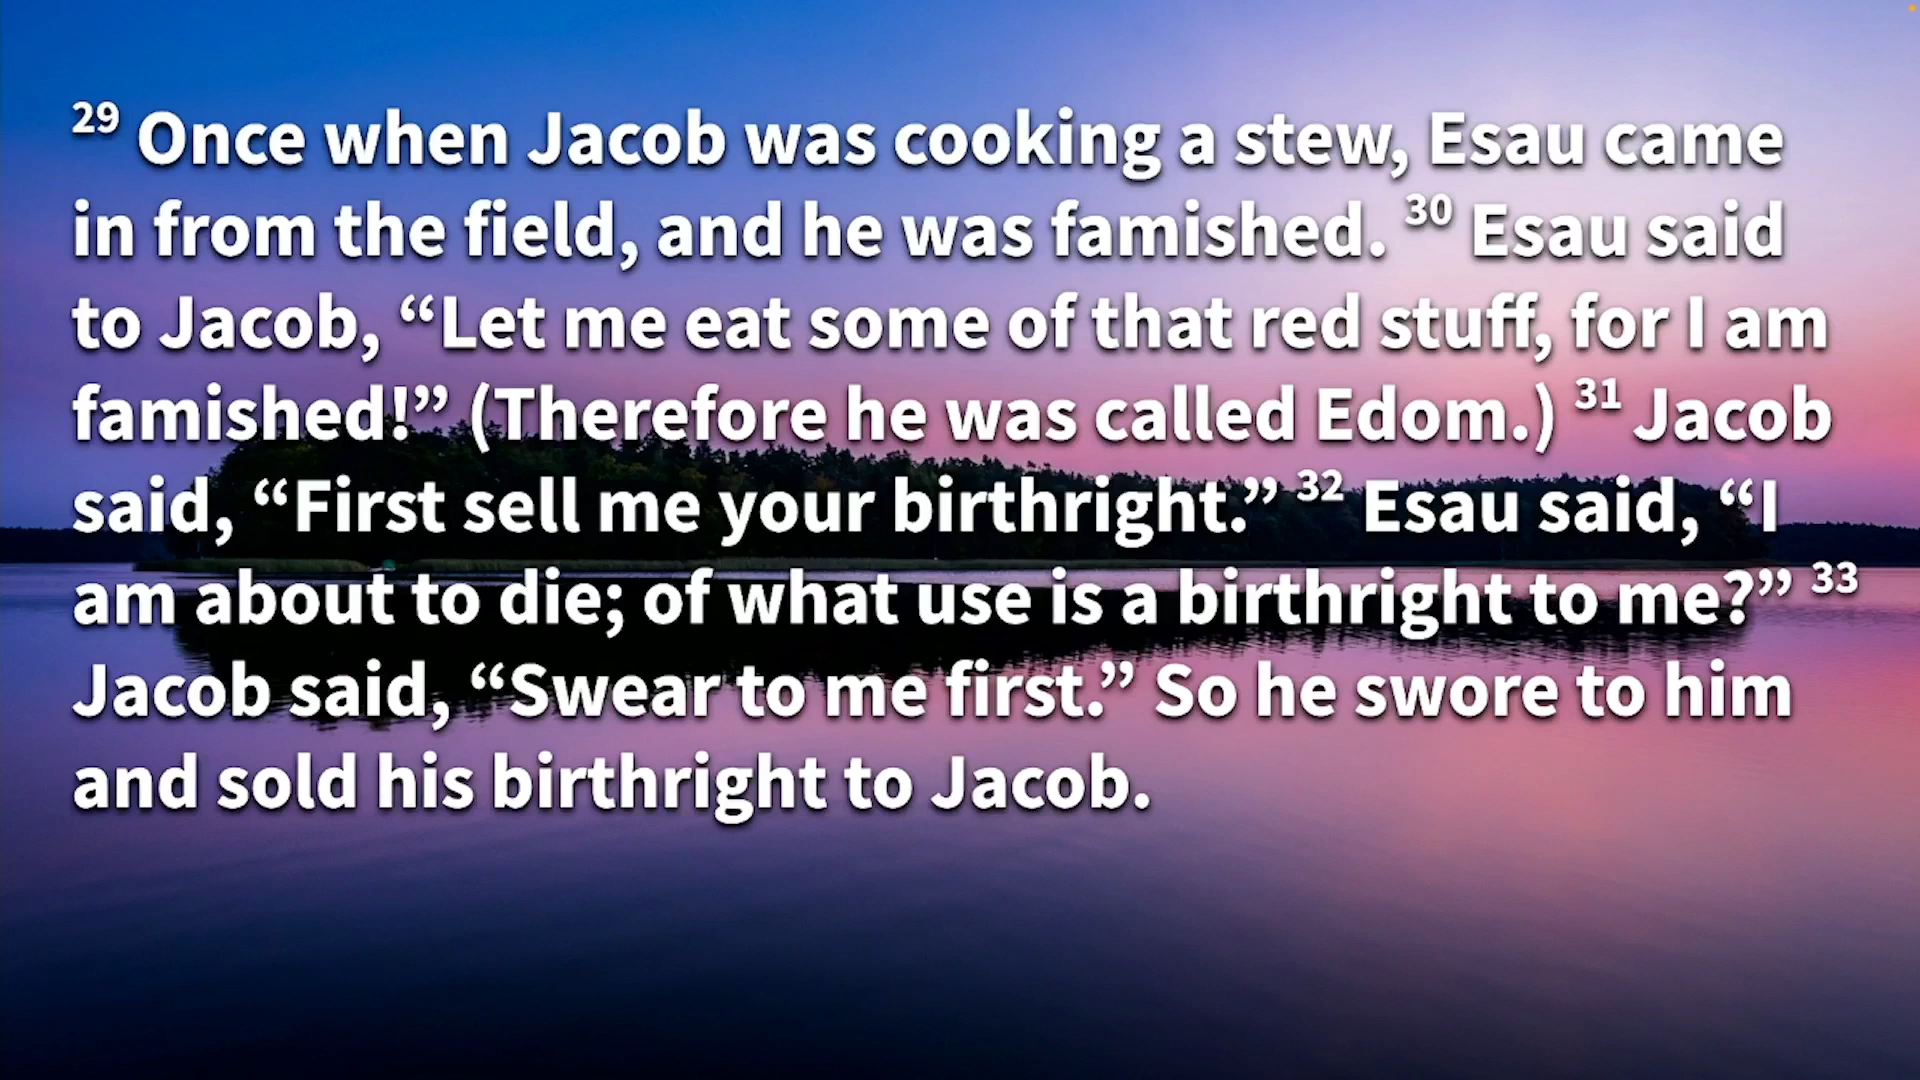 29 Once when Jacob was cooking a stew, Esau came
in from the field, and he was famished. 30 Esau said
to Jacob, “Let me eat some of that red stuff, for I am
famished!” (Therefore he was called Edom.) 31 Jacob
said, “First sell me your birthright.” 32 Esau said, “I
am about to die; of what use is a birthright to me?” 33
Jacob said, “Swear to me first.” So he swore to him
and sold his birthright to Jacob.